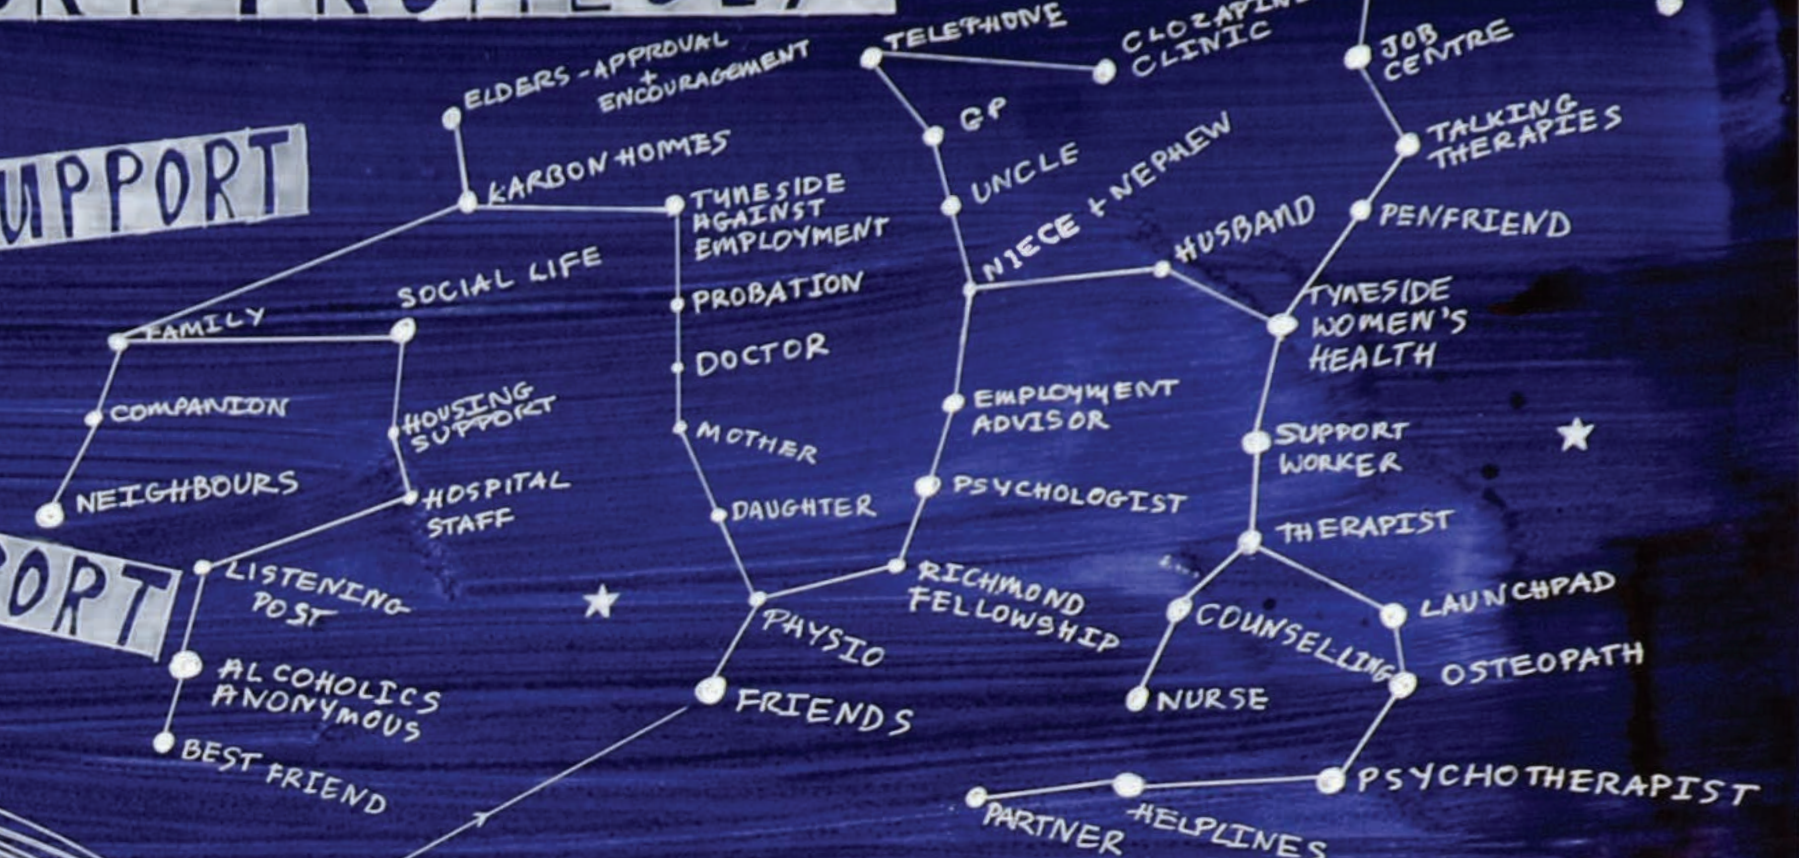 TELEPHONE
CLINIC
JOB
CENTRE
ELDERS - APPROVAL
+
ENCOURAGEMENT
GP
TALKING
THERAPIES
UPPORT
KARBON HOMES
UNCLE
NIECE + NEPHEW
TYNESIDE
AGAINST
EMPLOYMENT
HUSBAND
PENFRIEND
SOCIAL LIFE
PROBATION
TYNESIDE
WOMEN'S
HEALTH
FAMILY
DOCTOR
COMPANION
HOUSING
SUPPORT
MOTHER
EMPLOYMENT
ADVISOR
SUPPORT
WORKER
NEIGHBOURS
HOSPITAL
STAFF
DAUGHTER
PSYCHOLOGIST
THERAPIST
ORT
LISTENING
POST
PHYSIO
RICHMOND
FELLOWSHIP
COUNSELLING
LAUNCHPAD
ALCOHOLICS
ANONYMOUS
FRIENDS
NURSE
OSTEOPATH
BEST FRIEND
PSYCHOTHERAPIST
PARTNER
HELPLINES